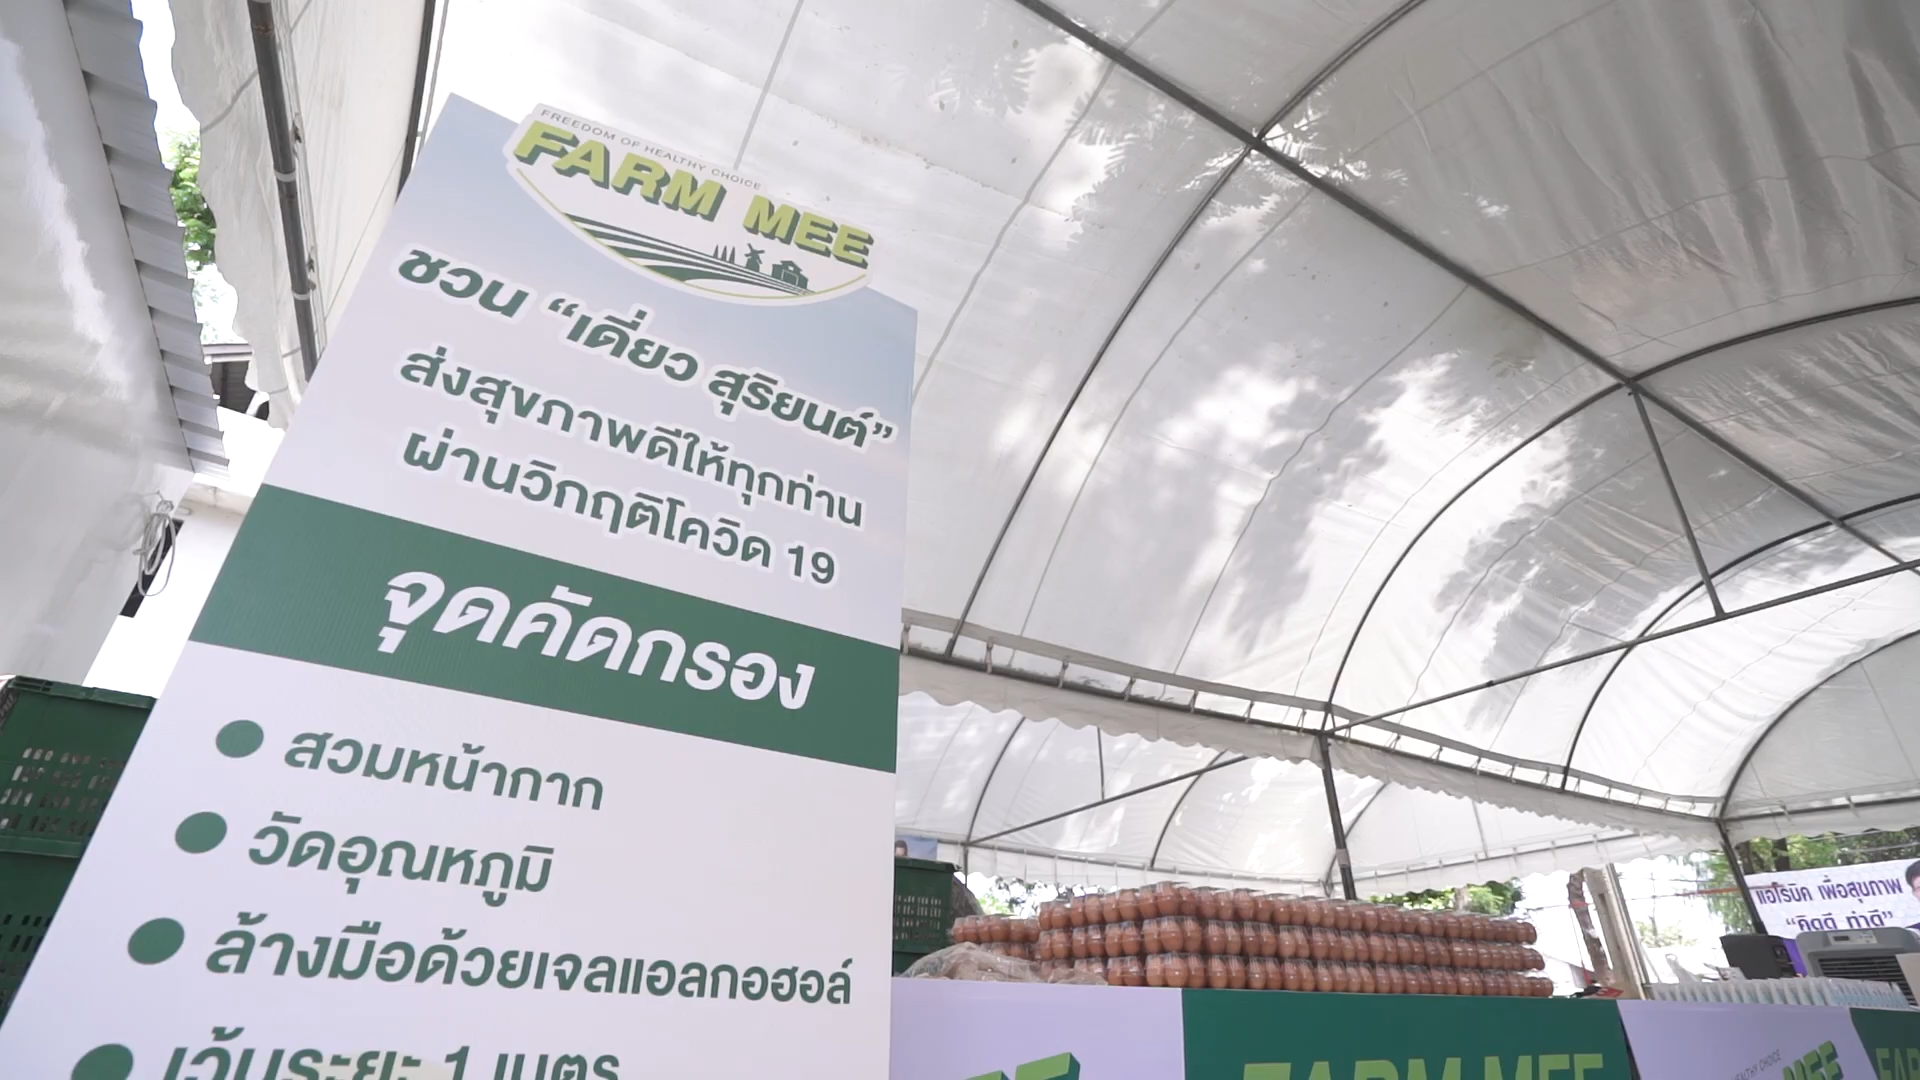 FREEDOM OF HEALTHY CHOICE
FARM MEE
ชวน “เดี่ยว สุริยนต์”
ส่งสุขภาพดีให้ทุกท่าน
ผ่านวิกฤติโควิด 19
จุดคัดกรอง
สวมหน้ากาก
วัดอุณหภูมิ
ล้างมือด้วยเจลแอลกอฮอล์
เว้นระยะ 1 เมตร
แอโรบิค เพื่อสุขภาพ
“คิดดี ทำดี”
FARM MEE
HEALTHY CHOICE
MEE